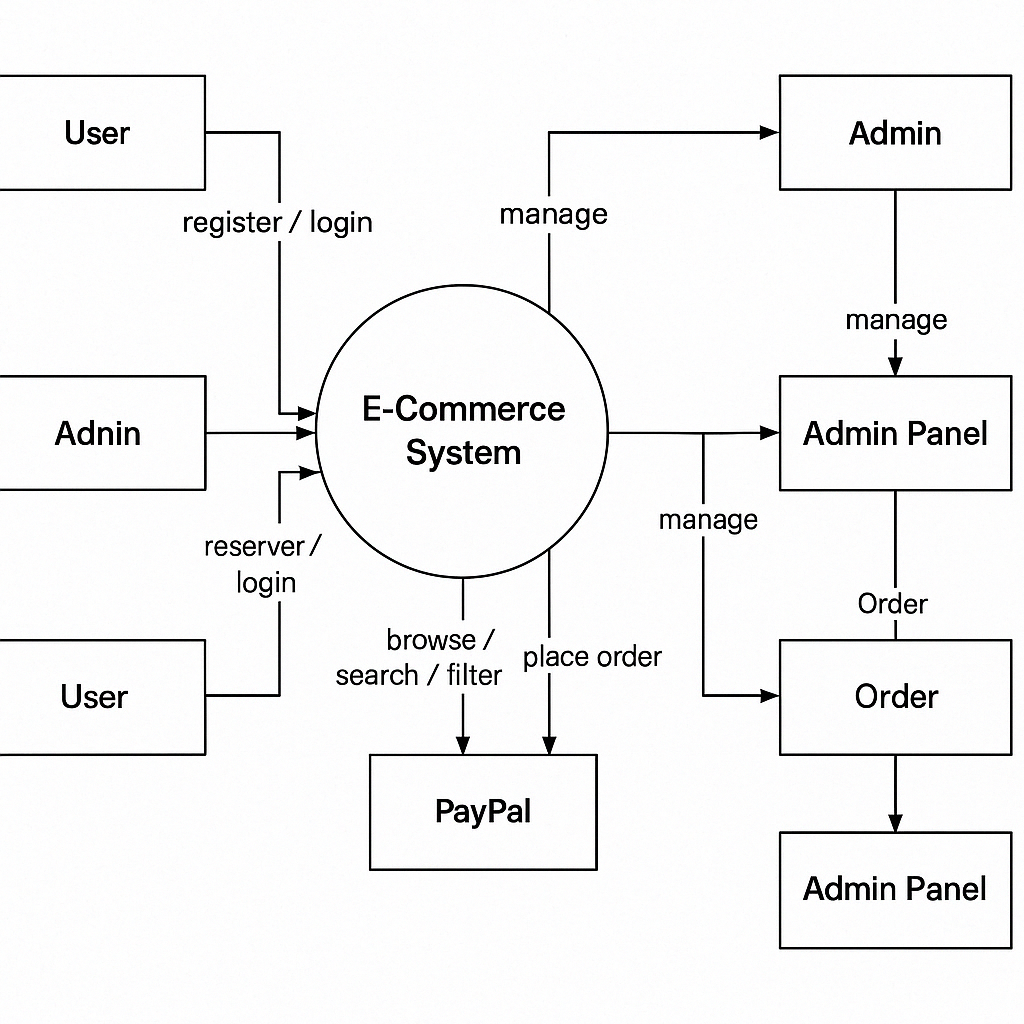 User
Admin
register / login
manage
manage
E-Commerce
System
Adnin
Admin Panel
manage
reserver /
login
Order
browse /
search / filter
place order
User
Order
PayPal
Admin Panel